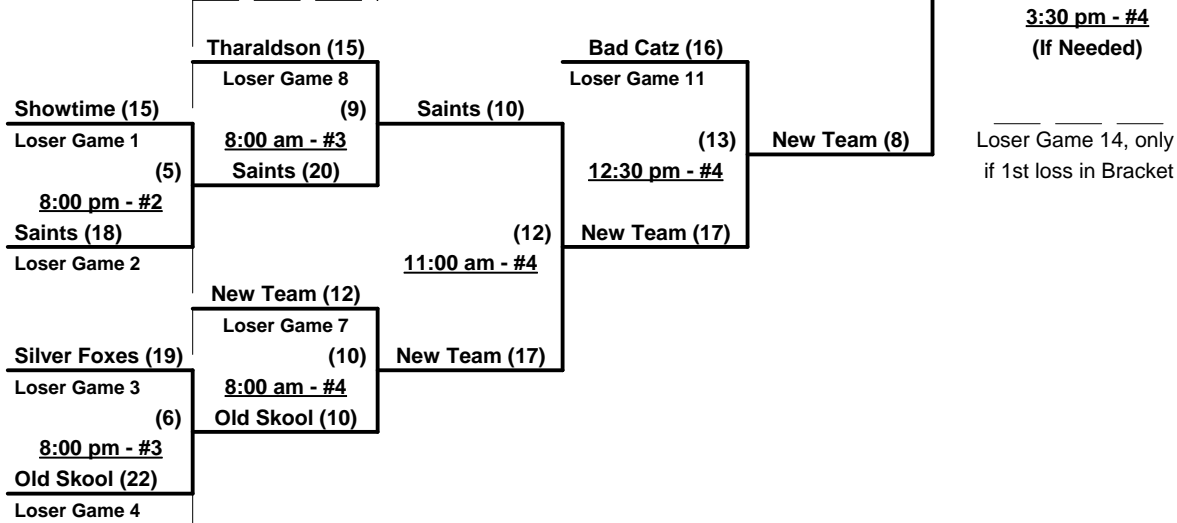 3:30 pm - #4
Tharaldson (15)
Bad Catz (16)
(If Needed)
Loser Game 8
Loser Game 11
Showtime (15)
(9)
Saints (10)
Loser Game 1
8:00 am - #3
(13)
New Team (8)
Loser Game 14, only
(5)
Saints (20)
12:30 pm - #4
if 1st loss in Bracket
8:00 pm - #2
Saints (18)
(12)
New Team (17)
Loser Game 2
11:00 am - #4
New Team (12)
Loser Game 7
Silver Foxes (19)
(10)
New Team (17)
Loser Game 3
8:00 am - #4
(6)
Old Skool (10)
8:00 pm - #3
Old Skool (22)
Loser Game 4